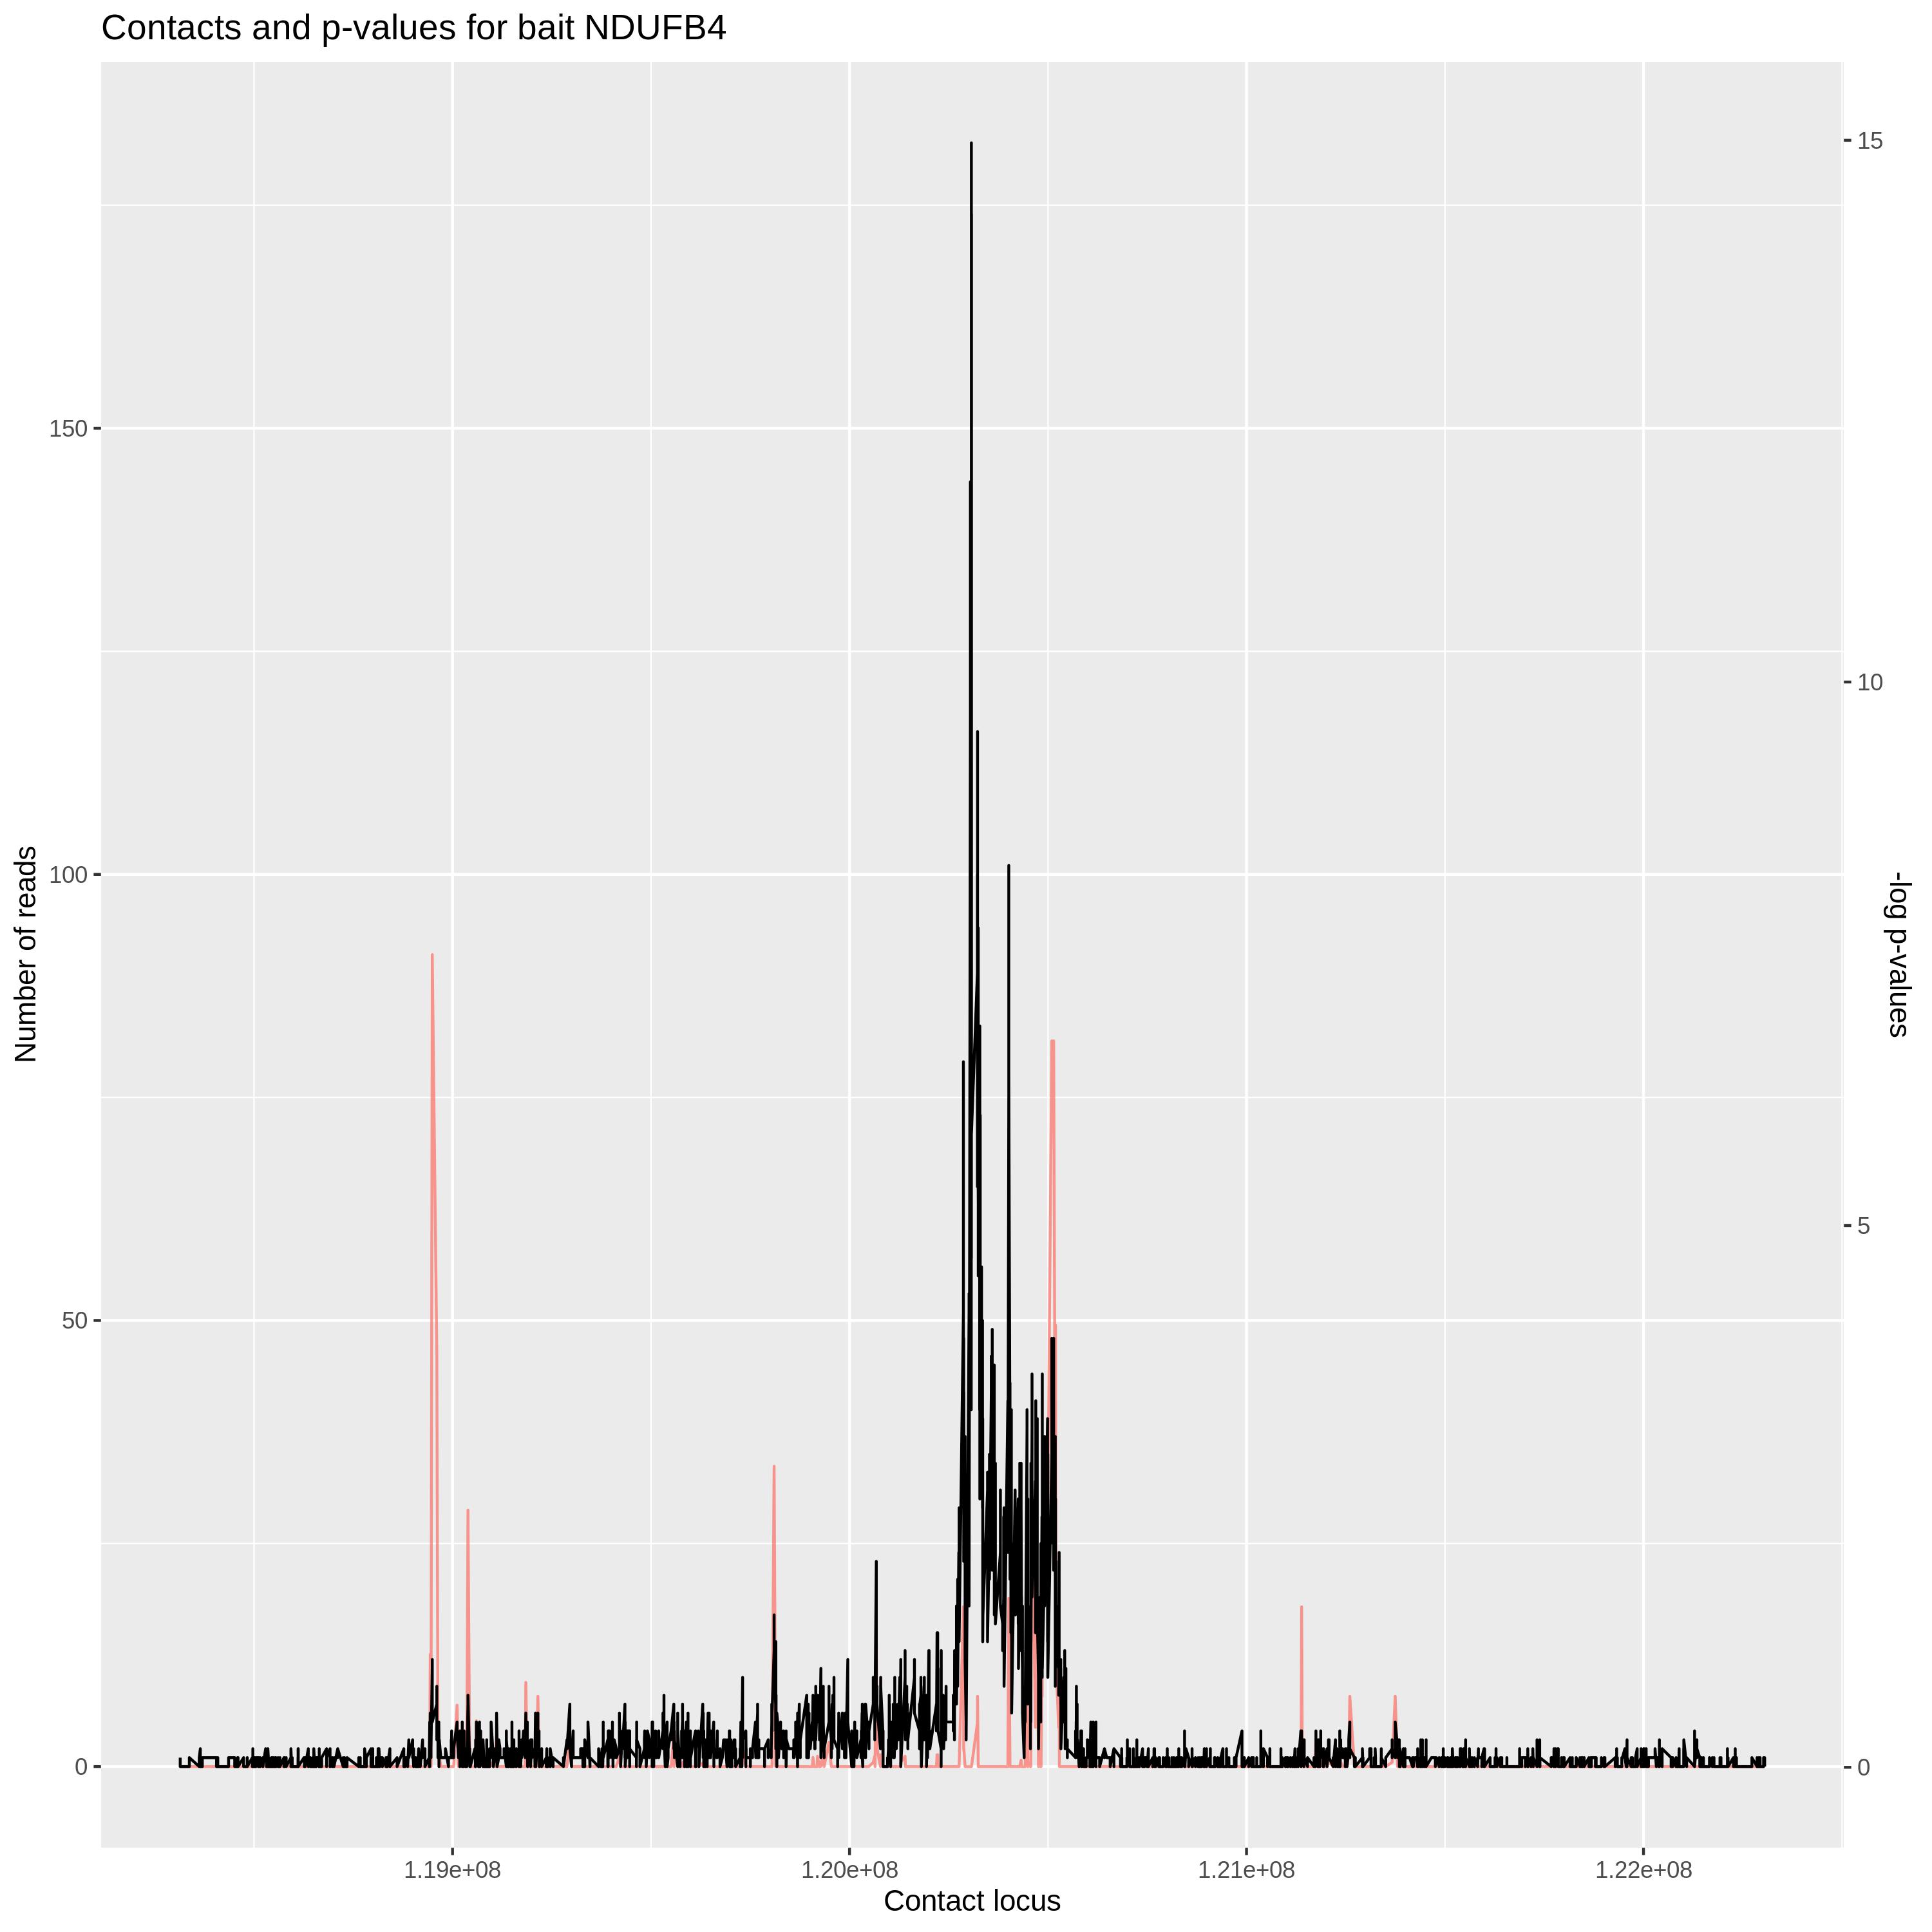 Contacts and p-values for bait NDUFB4
15
150
10
100
Number of reads
-log p-values
5
50
0
0
1.19e+08 1.20e+08 1.21e+08 1.22e+08
Contact locus